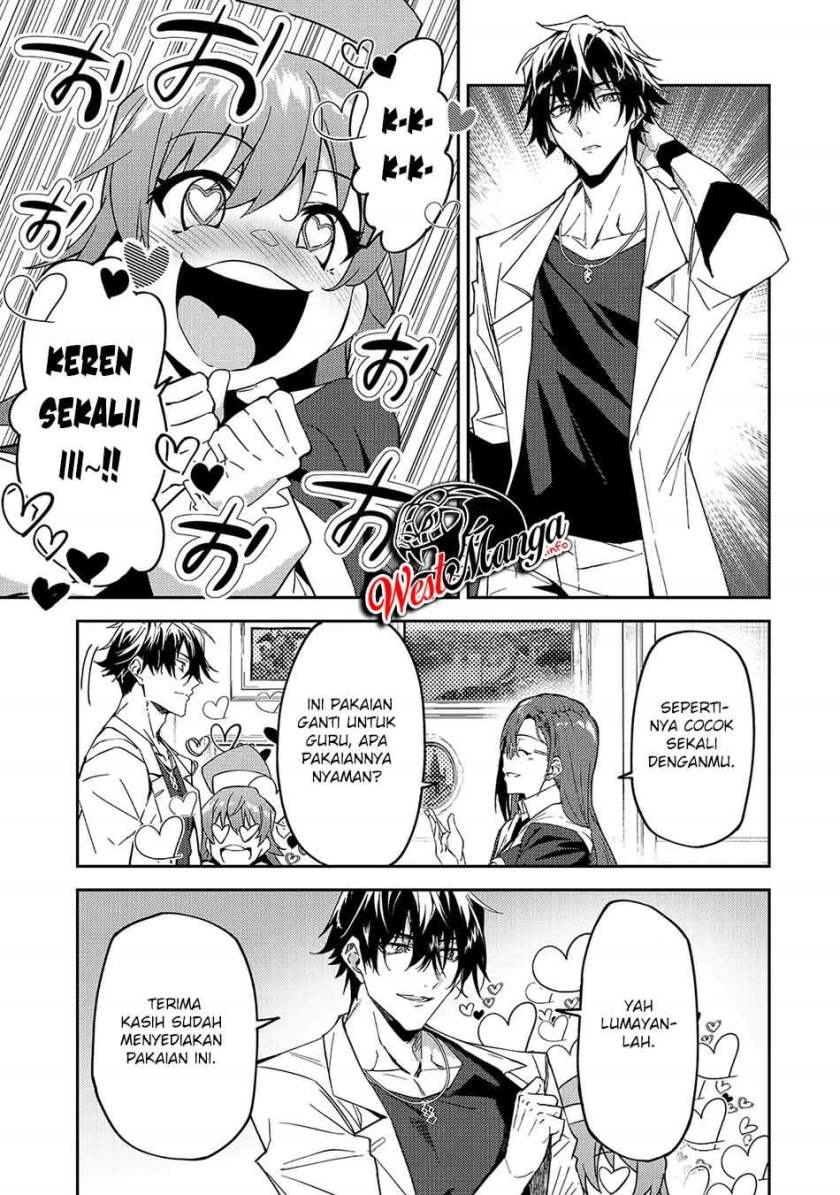 K-K-
K-K-
お
お
お
お
お
KEREN
SEKALII
III~!!
WestManga
.info
SEPERTI-
NYA COCOK
SEKALI
DENGANMU.
INI PAKAIAN
GANTI UNTUK
GURU, APA
PAKAIANNYA
NYAMAN?
YAH
LUMAYAN-
LAH.
TERIMA
KASIH SUDAH
MENYEDIAKAN
PAKAIAN INI.